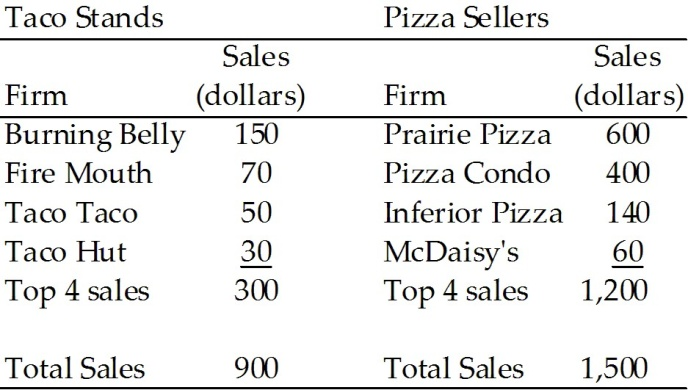 Taco Stands Pizza Sellers
Sales Sales
Firm (dollars) Firm (dollars)
Burning Belly 150 Prairie Pizza 600
Fire Mouth 70 Pizza Condo 400
Taco Taco 50 Inferior Pizza 140
Taco Hut 30 McDaisy's 60
Top 4 sales 300 Top 4 sales 1,200
Total Sales 900 Total Sales 1,500